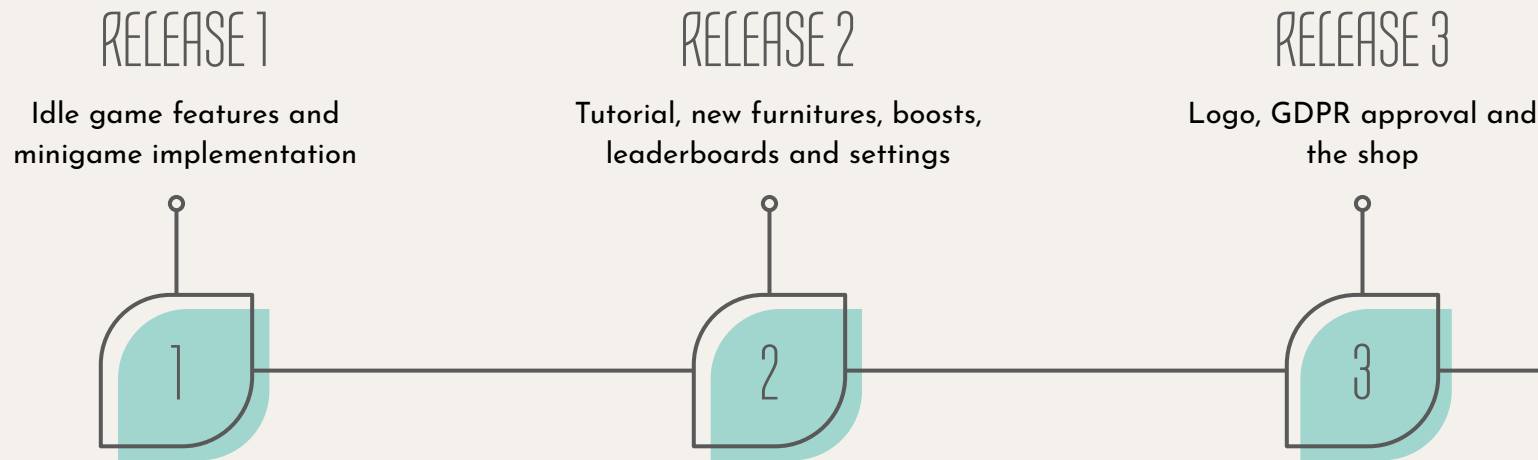 RELEASE 1
Idle game features and
minigame implementation
1
RELEASE 2
Tutorial, new furnitures, boosts,
leaderboards and settings
2
RELEASE 3
Logo, GDPR approval and
the shop
3